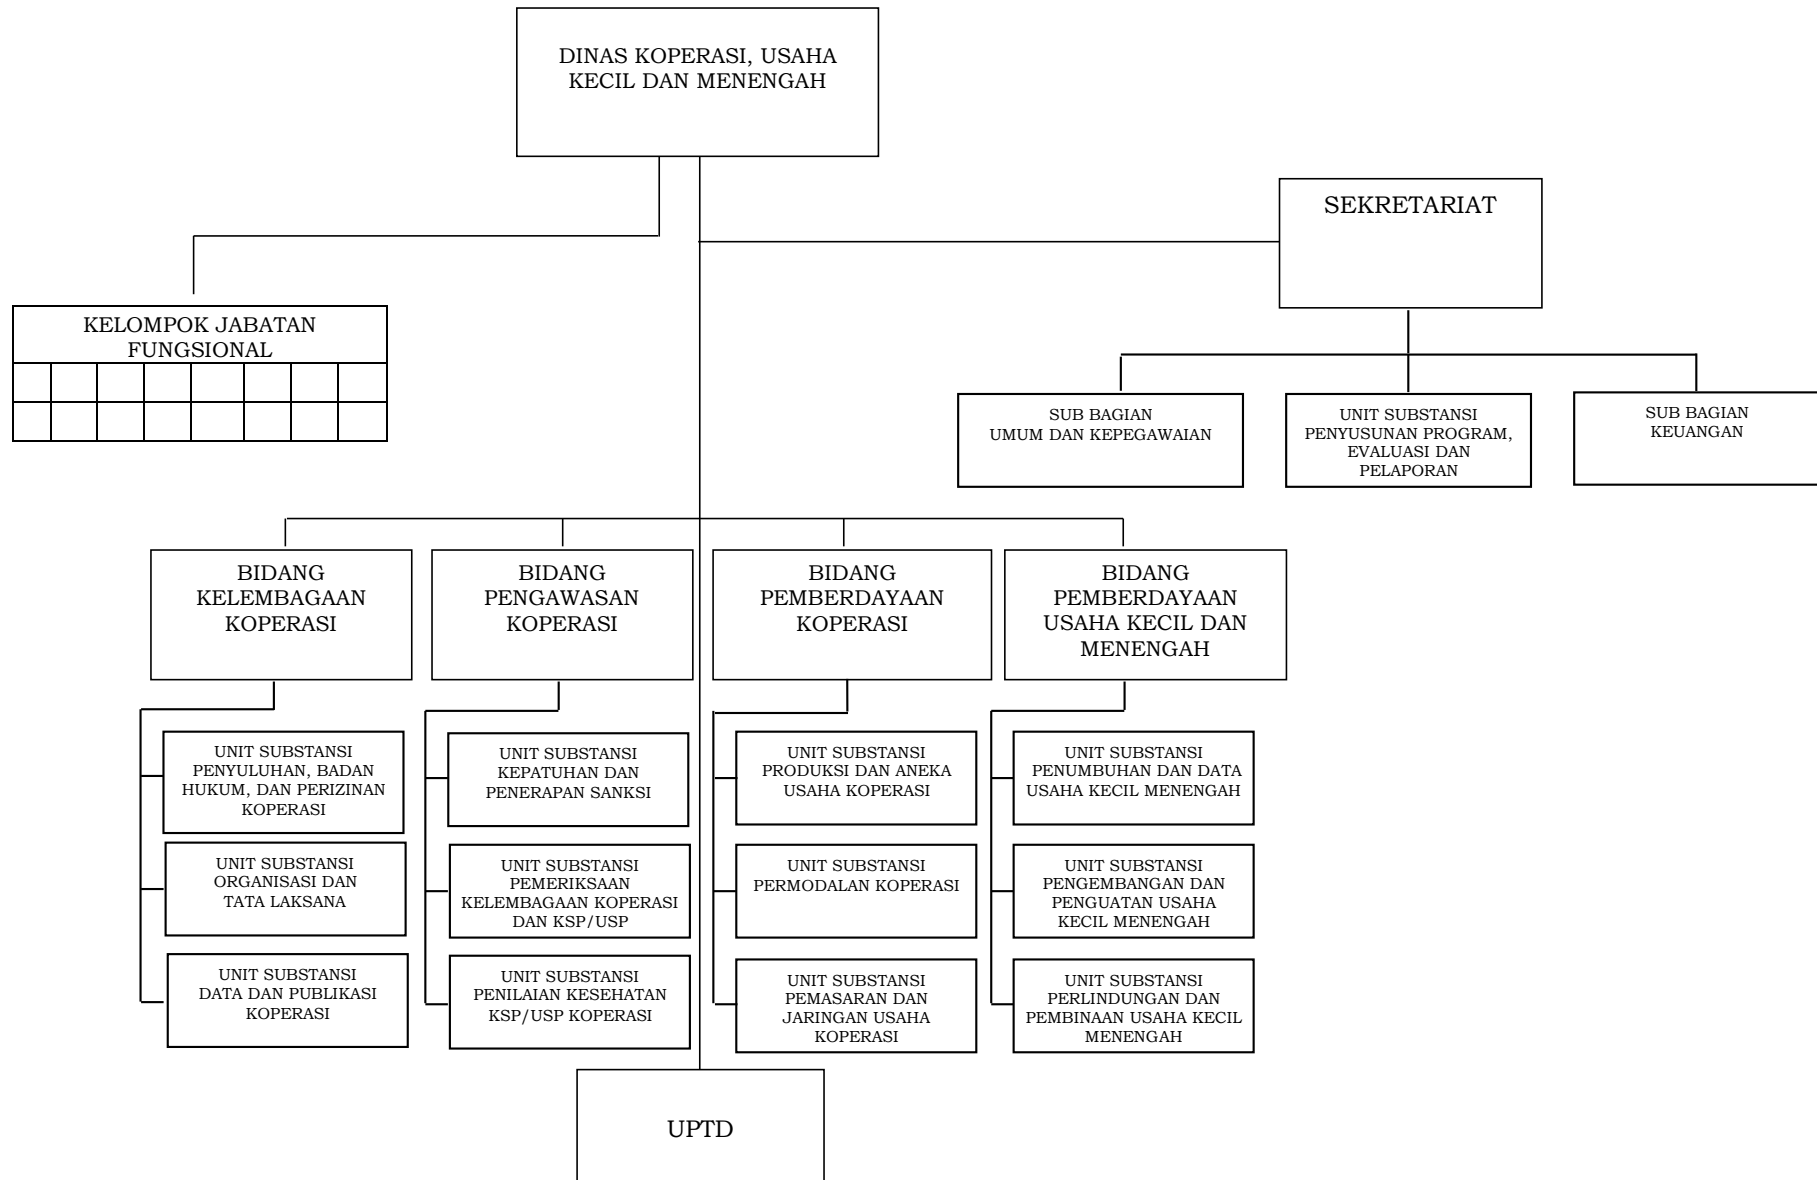 DINAS KOPERASI, USAHA
KECIL DAN MENENGAH
SEKRETARIAT
KELOMPOK JABATAN
FUNGSIONAL
SUB BAGIAN
UMUM DAN KEPEGAWAIAN
UNIT SUBSTANSI
PENYUSUNAN PROGRAM,
EVALUASI DAN
PELAPORAN
SUB BAGIAN
KEUANGAN
BIDANG
KELEMBAGAAN
KOPERASI
BIDANG
PENGAWASAN
KOPERASI
BIDANG
PEMBERDAYAAN
KOPERASI
BIDANG
PEMBERDAYAAN
USAHA KECIL DAN
MENENGAH
UNIT SUBSTANSI
PENYULUHAN, BADAN
HUKUM, DAN PERIZINAN
KOPERASI
UNIT SUBSTANSI
ORGANISASI DAN
TATA LAKSANA
UNIT SUBSTANSI
DATA DAN PUBLIKASI
KOPERASI
UNIT SUBSTANSI
KEPATUHAN DAN
PENERAPAN SANKSI
UNIT SUBSTANSI
PEMERIKSAAN
KELEMBAGAAN KOPERASI
DAN KSP/USP
UNIT SUBSTANSI
PENILAIAN KESEHATAN
KSP/USP KOPERASI
UNIT SUBSTANSI
PRODUKSI DAN ANEKA
USAHA KOPERASI
UNIT SUBSTANSI
PERMODALAN KOPERASI
UNIT SUBSTANSI
PEMASARAN DAN
JARINGAN USAHA
KOPERASI
UNIT SUBSTANSI
PENUMBUHAN DAN DATA
USAHA KECIL MENENGAH
UNIT SUBSTANSI
PENGEMBANGAN DAN
PENGUATAN USAHA
KECIL MENENGAH
UNIT SUBSTANSI
PERLINDUNGAN DAN
PEMBINAAN USAHA KECIL
MENENGAH
UPTD